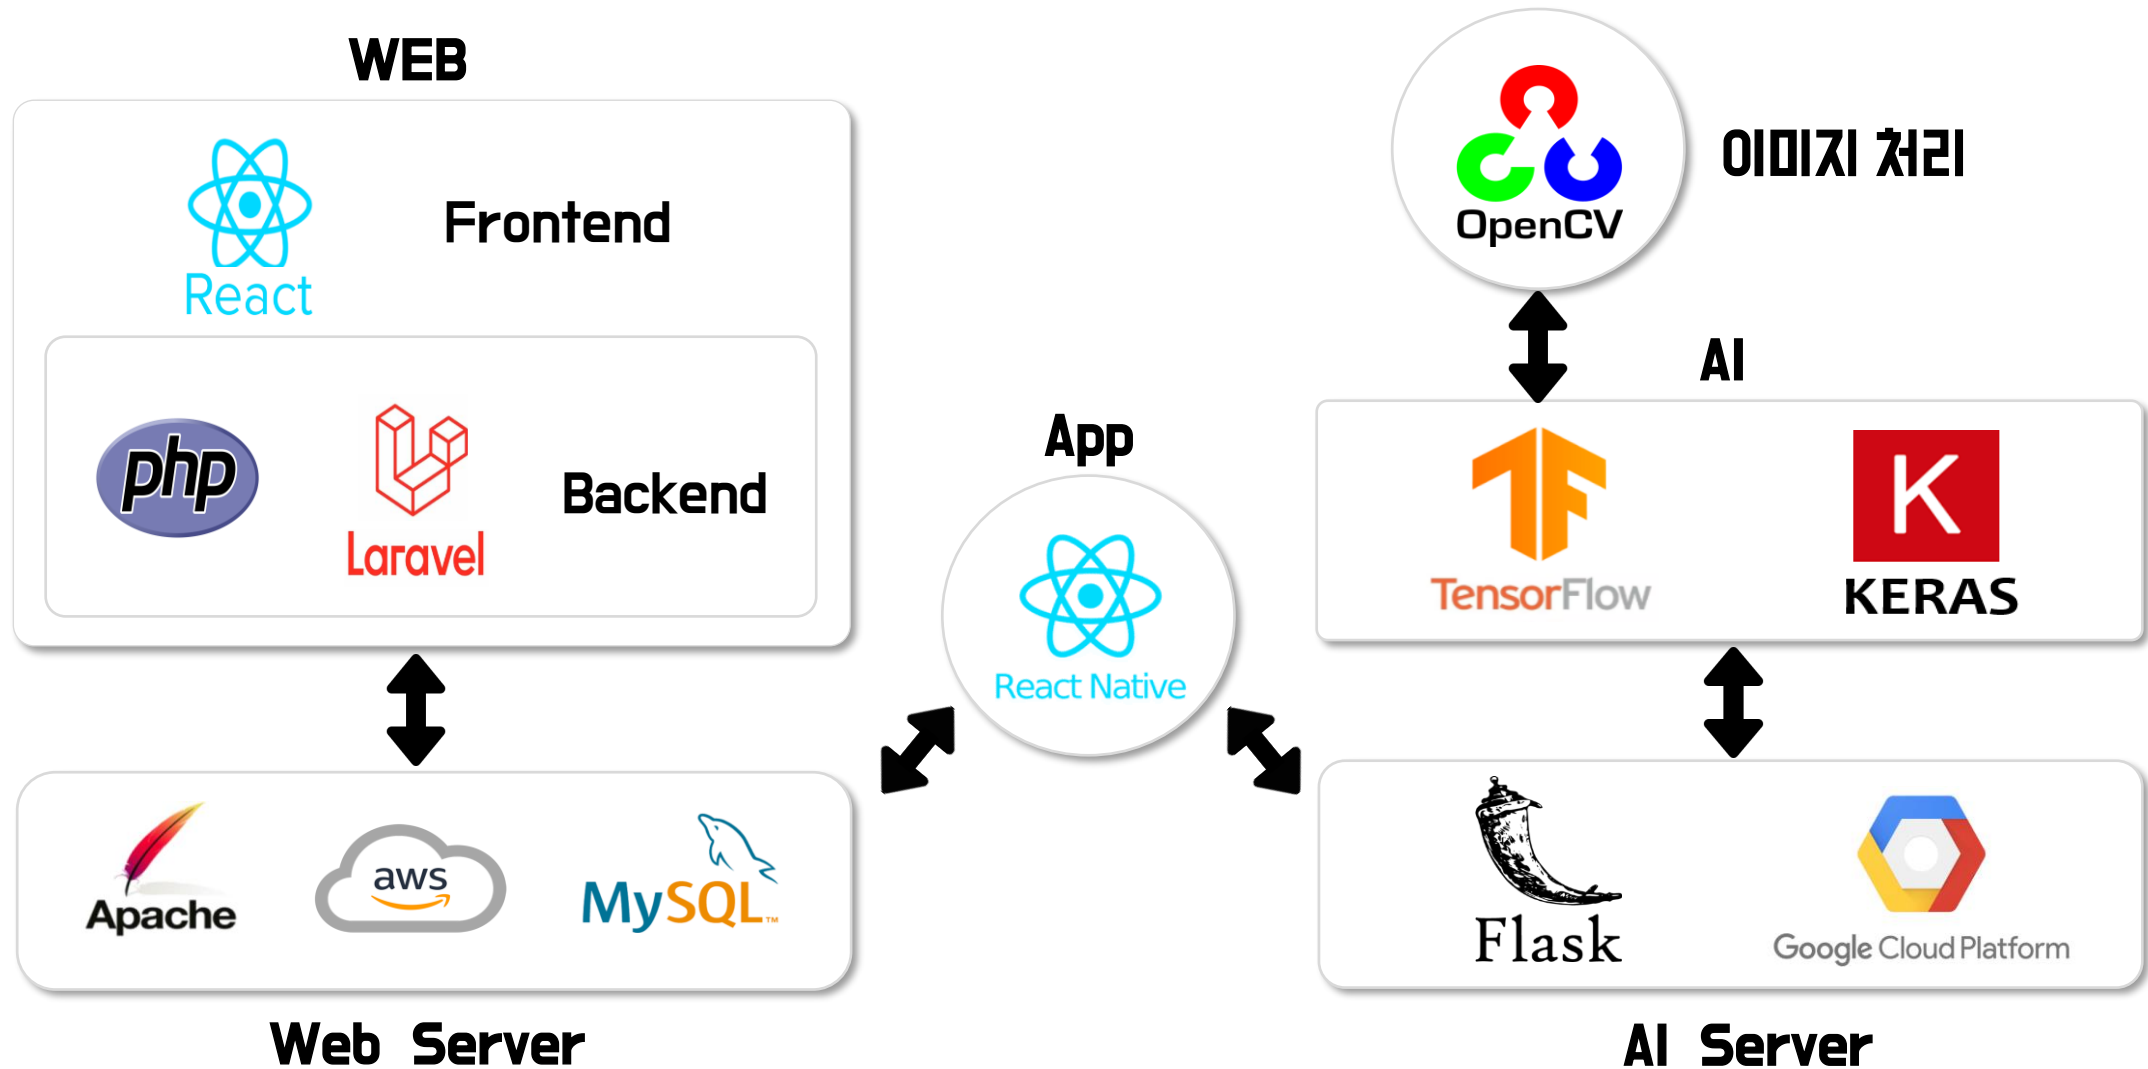 WEB
React
Frontend
php
Laravel
Backend
Apache
aws
MySQL™
Web Server
App
React Native
OpenCV
이미지 처리
AI
TensorFlow
K
KERAS
Flask
Google Cloud Platform
AI Server